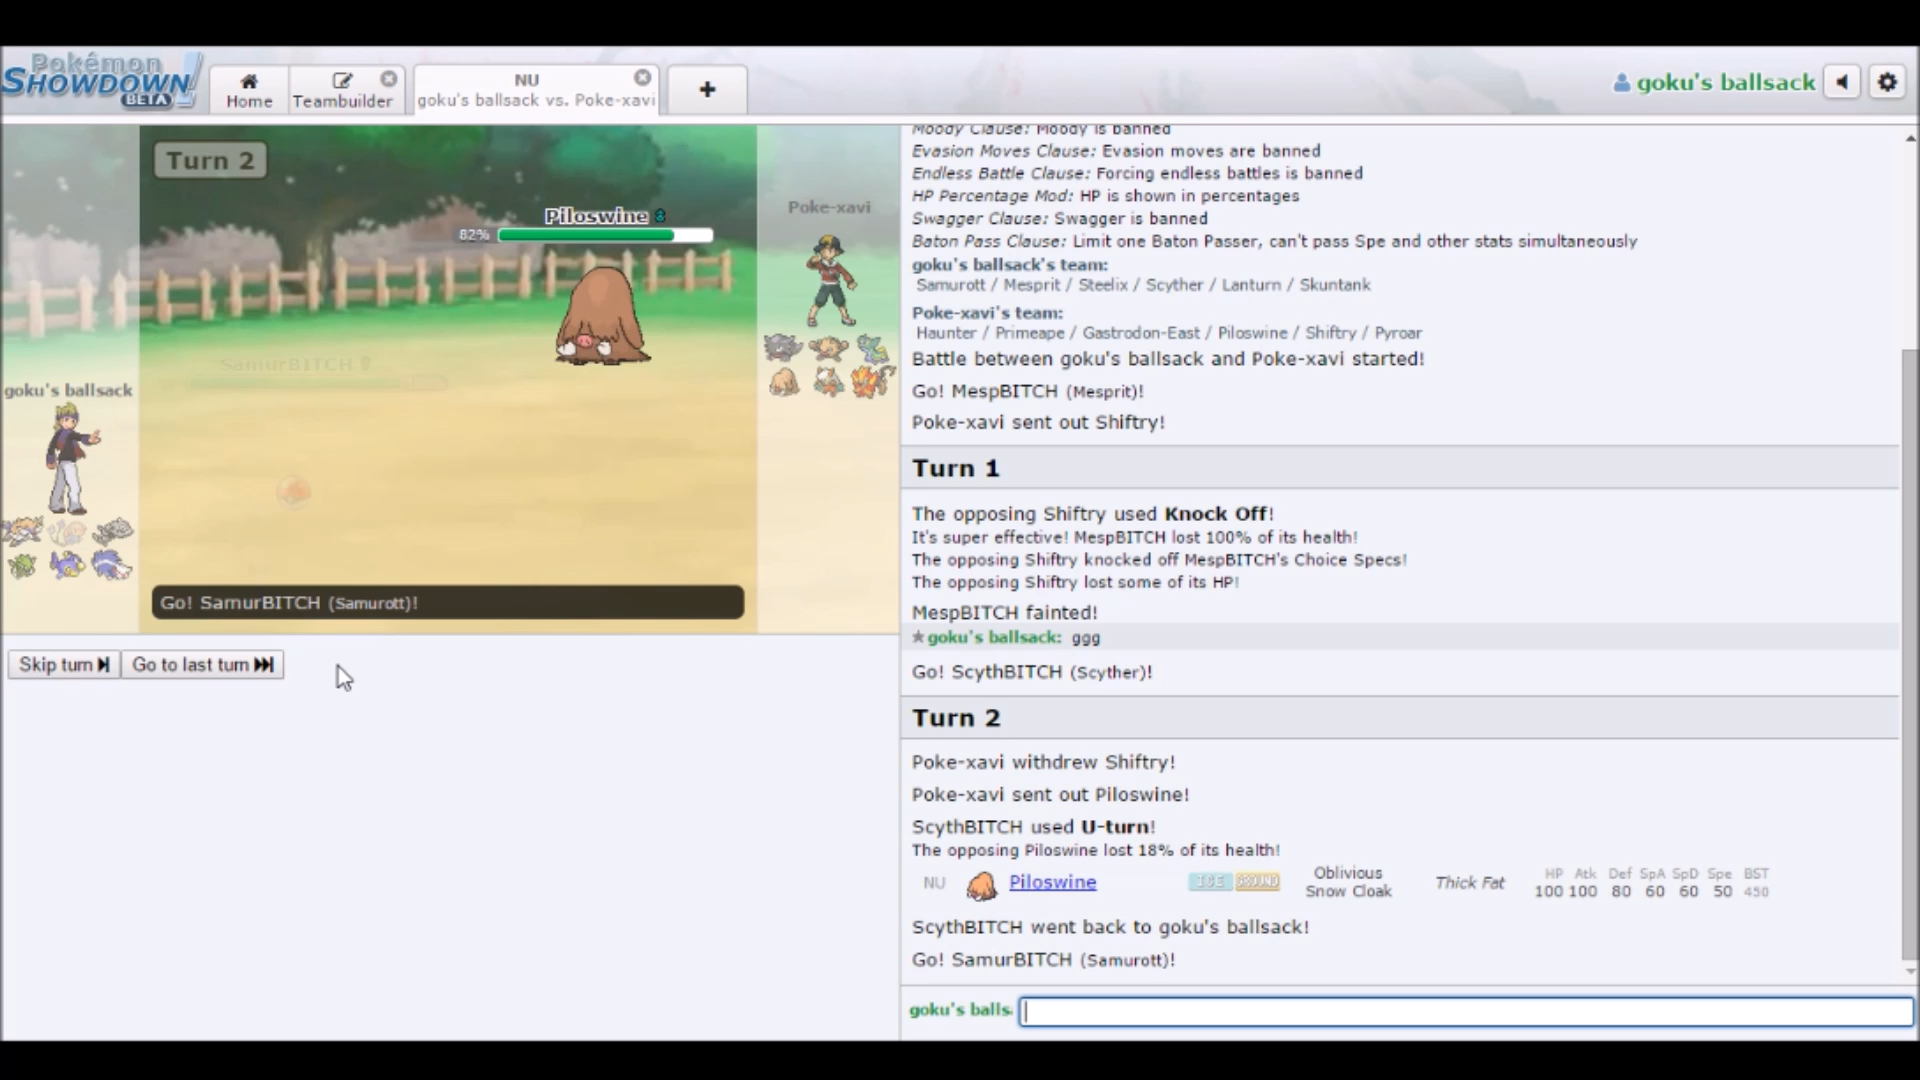 Pokémon
SHOWDOWN!
BETA
Home
Teambuilder
NU
goku's ballsack vs. Poke-xavi
+
goku's ballsack
Turn 2
Piloswine
82%
Poke-xavi
SamurBITCH
goku's ballsack
Go! SamurBITCH (Samurott)!
Skip turn
Go to last turn
Moody Clause: Moody is banned
Evasion Moves Clause: Evasion moves are banned
Endless Battle Clause: Forcing endless battles is banned
HP Percentage Mod: HP is shown in percentages
Swagger Clause: Swagger is banned
Baton Pass Clause: Limit one Baton Passer, can't pass Spe and other stats simultaneously
goku's ballsack's team:
Samurott / Mesprit / Steelix / Scyther / Lanturn / Skuntank
Poke-xavi's team:
Haunter / Primeape / Gastrodon-East / Piloswine / Shiftry / Pyroar
Battle between goku's ballsack and Poke-xavi started!
Go! MespBITCH (Mesprit)!
Poke-xavi sent out Shiftry!
Turn 1
The opposing Shiftry used Knock Off!
It's super effective! MespBITCH lost 100% of its health!
The opposing Shiftry knocked off MespBITCH's Choice Specs!
The opposing Shiftry lost some of its HP!
MespBITCH fainted!
★goku's ballsack: ggg
Go! ScythBITCH (Scyther)!
Turn 2
Poke-xavi withdrew Shiftry!
Poke-xavi sent out Piloswine!
ScythBITCH used U-turn!
The opposing Piloswine lost 18% of its health!
NU Piloswine ICE GROUND Oblivious Snow Cloak Thick Fat
HP Atk Def SpA SpD Spe BST
100 100 80 60 60 50 450
ScythBITCH went back to goku's ballsack!
Go! SamurBITCH (Samurott)!
goku's balls